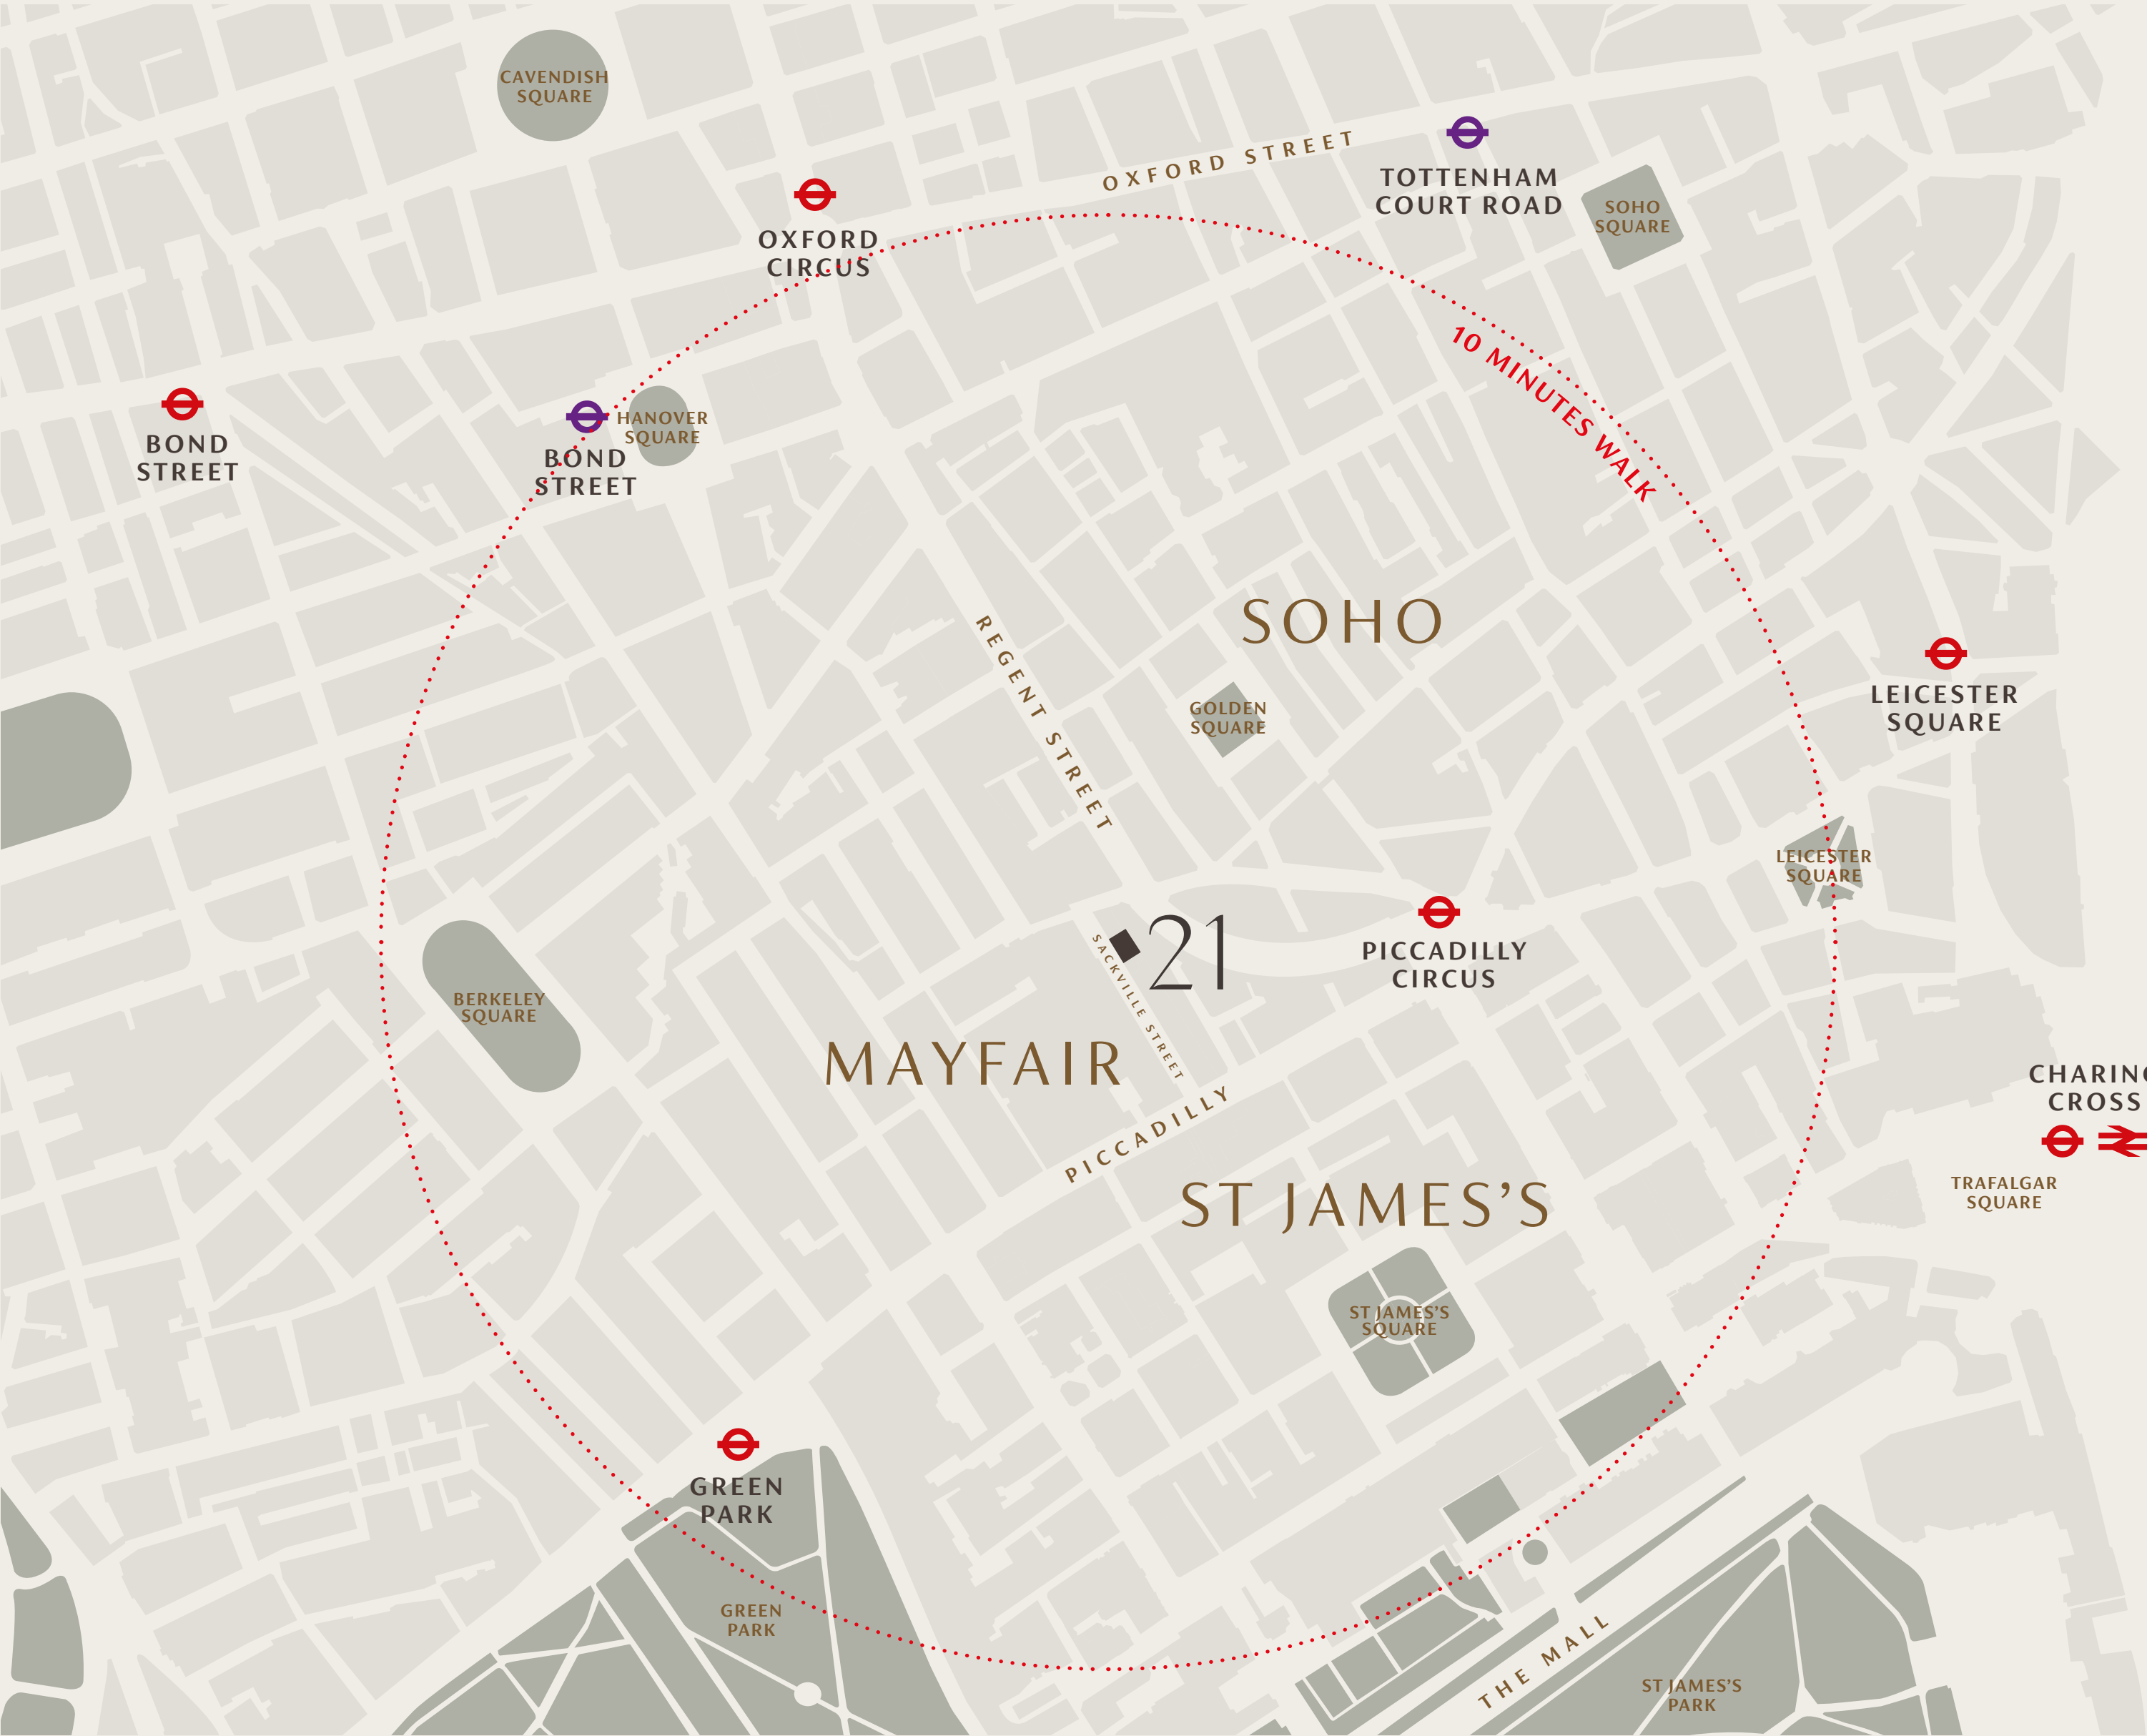 CAVENDISH
SQUARE
OXFORD STREET
TOTTENHAM
COURT ROAD
SOHO
SQUARE
OXFORD
CIRCUS
10 MINUTES WALK
BOND
STREET
HANOVER
SQUARE
BOND
STREET
SOHO
REGENT STREET
LEICESTER
SQUARE
GOLDEN
SQUARE
LEICESTER
SQUARE
21
SACKVILLE STREET
PICCADILLY
CIRCUS
BERKELEY
SQUARE
MAYFAIR
PICCADILLY
CHARING
CROSS
TRAFALGAR
SQUARE
ST JAMES’S
ST JAMES’S
SQUARE
GREEN
PARK
GREEN
PARK
THE MALL
ST JAMES’S
PARK